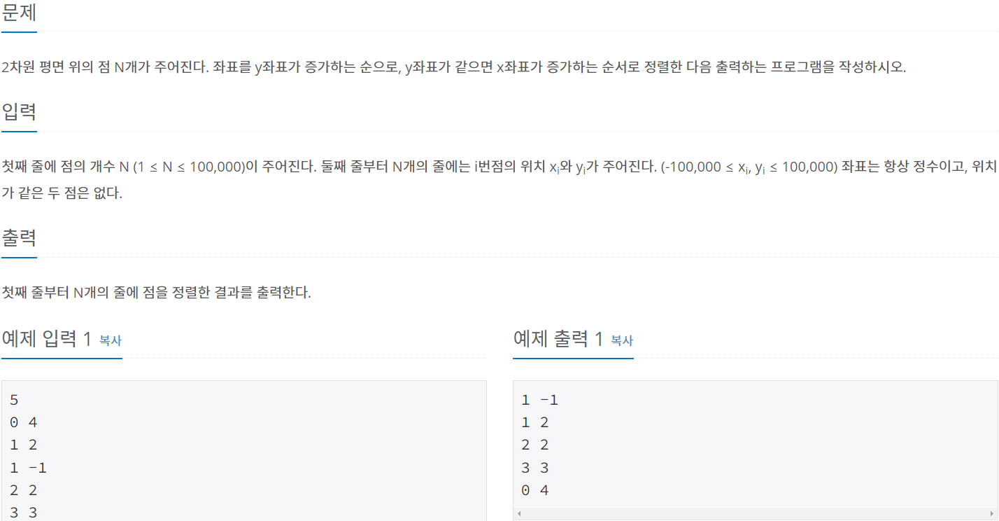 문제
2차원 평면 위의 점 N개가 주어진다. 좌표를 y좌표가 증가하는 순으로, y좌표가 같으면 x좌표가 증가하는 순서로 정렬한 다음 출력하는 프로그램을 작성하시오.
입력
첫째 줄에 점의 개수 N (1 ≤ N ≤ 100,000)이 주어진다. 둘째 줄부터 N개의 줄에는 i번점의 위치 xi와 yi가 주어진다. (-100,000 ≤ xi, yi ≤ 100,000) 좌표는 항상 정수이고, 위치
가 같은 두 점은 없다.
출력
첫째 줄부터 N개의 줄에 점을 정렬한 결과를 출력한다.
예제 입력 1 복사
5
0 4
1 2
1 -1
2 2
3 3
예제 출력 1 복사
1 -1
1 2
2 2
3 3
0 4